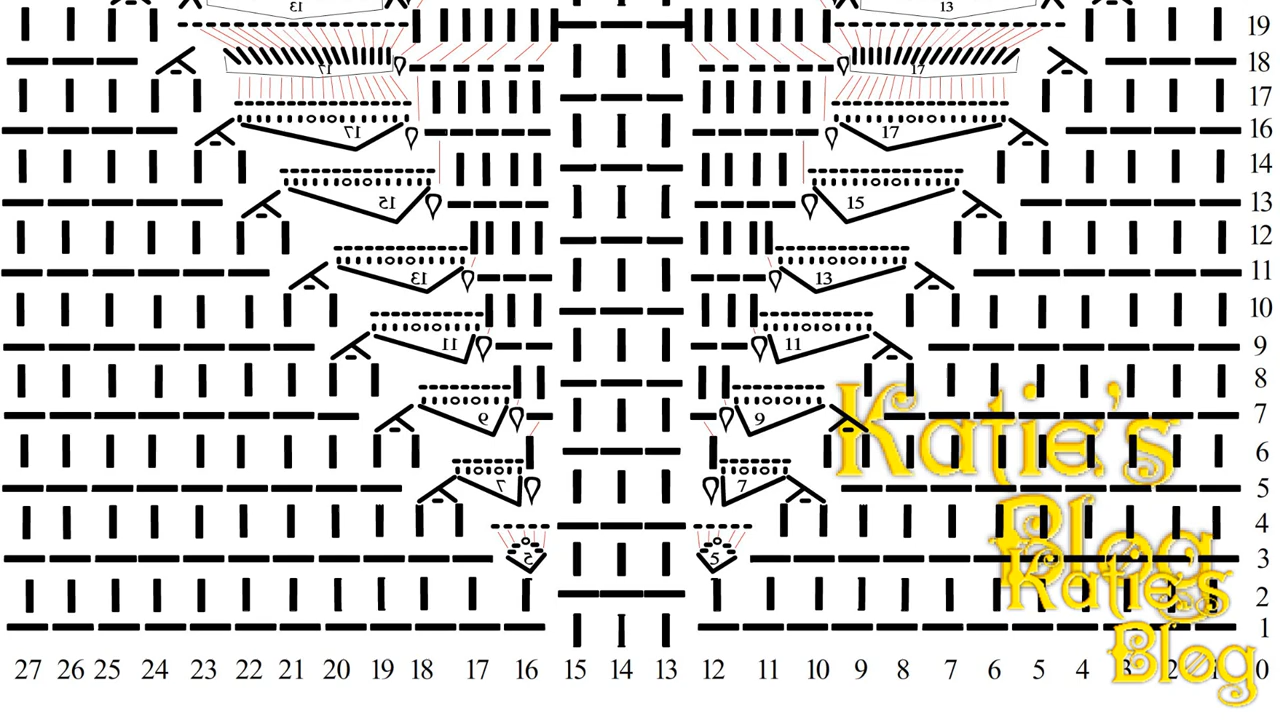 13 13
19
17 17 18
17
17 17 16
14
15 15 13
12
13 13 11
10
11 11 9
8
9 9 7
Katie's
6
7 7 5
Blog
4
5 5 3
Katie's
2
1
Blog
27 26 25 24 23 22 21 20 19 18 17 16 15 14 13 12 11 10 9 8 7 6 5 4 3 2 1 0